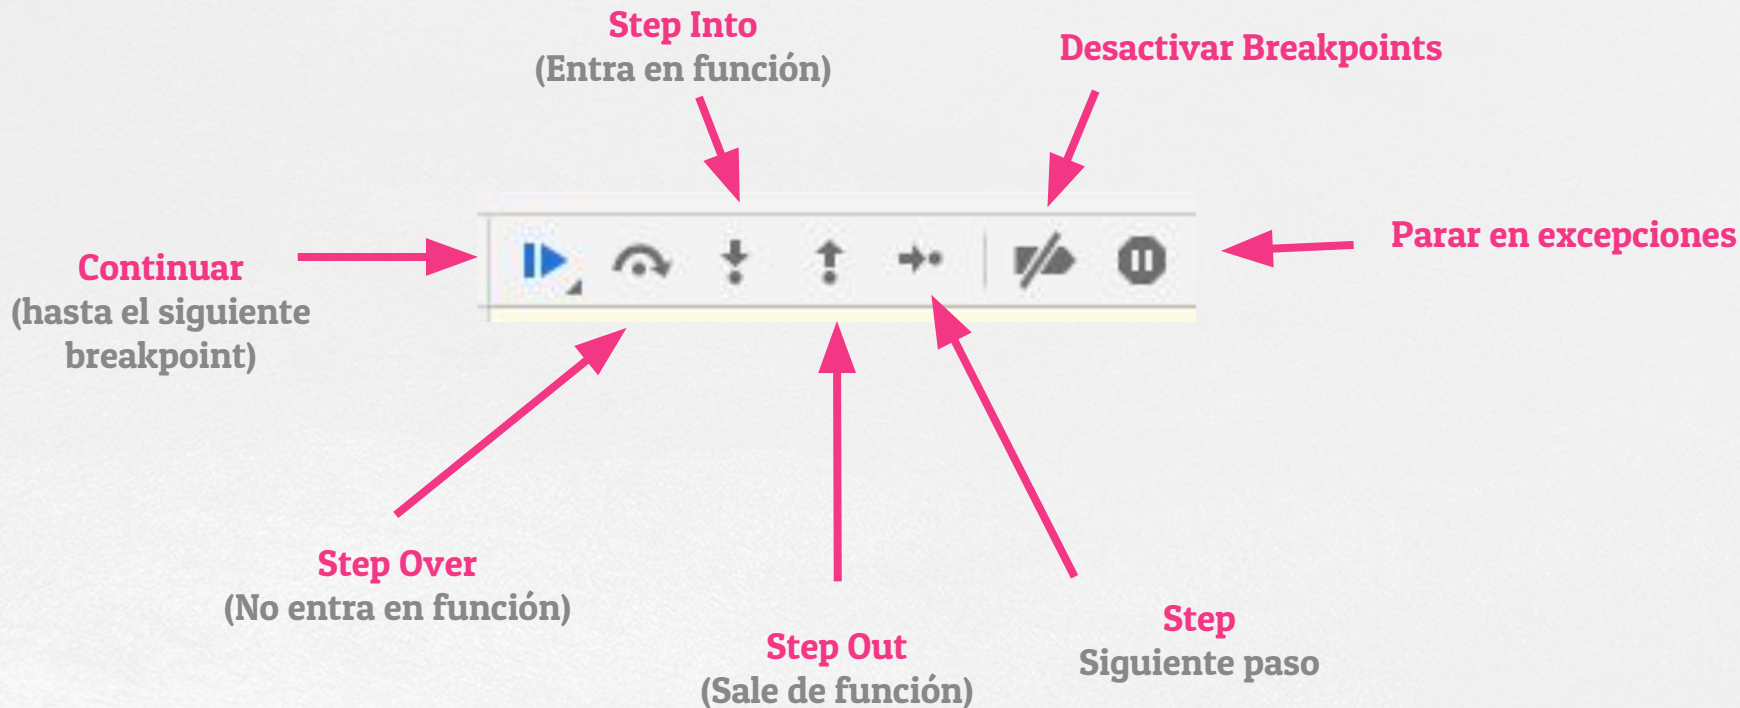 Step Into
(Entra en función)
Desactivar Breakpoints
Parar en excepciones
Continuar
(hasta el siguiente
breakpoint)
Step Over
(No entra en función)
Step Out
(Sale de función)
Step
Siguiente paso